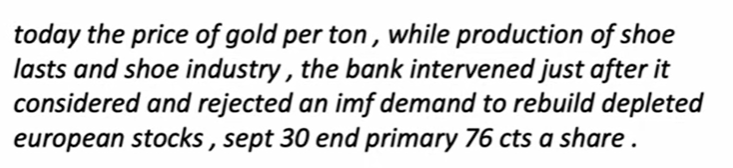 today the price of gold per ton , while production of shoe
lasts and shoe industry , the bank intervened just after it
considered and rejected an imf demand to rebuild depleted
european stocks , sept 30 end primary 76 cts a share .